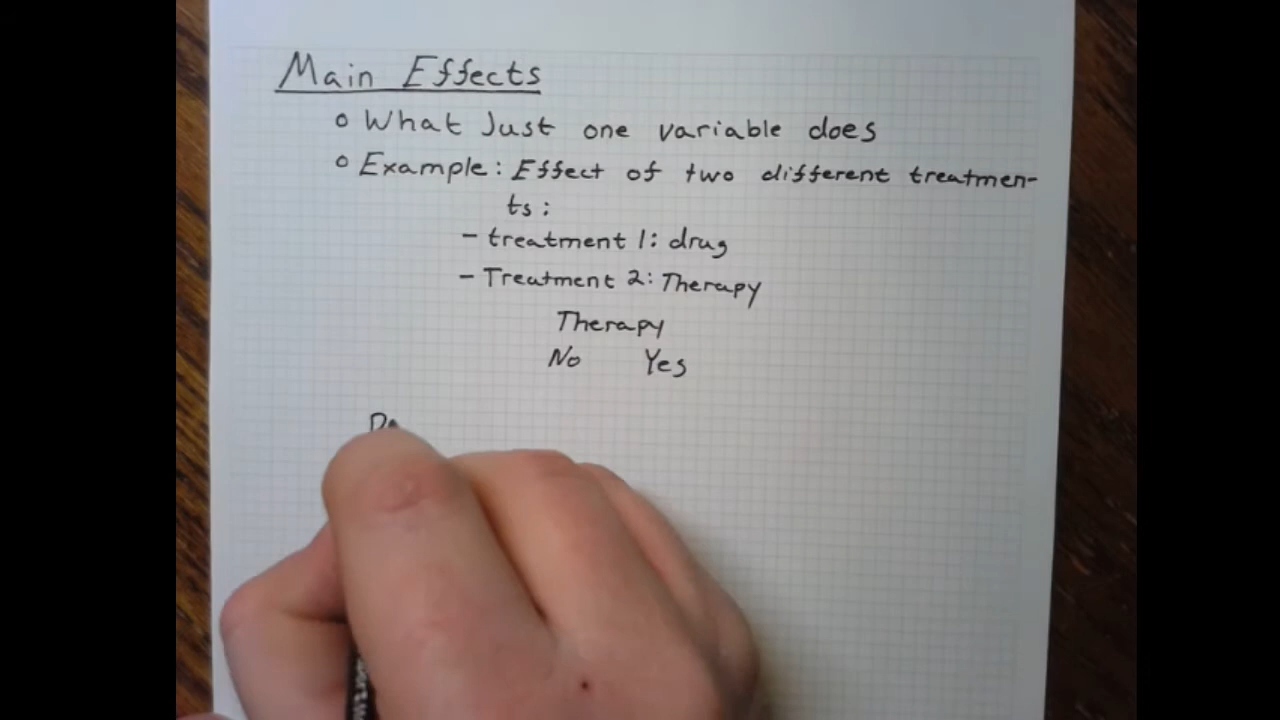 Main Effects
o What Just one variable does
o Example: Effect of two different treatmen-
ts:
- treatment 1: drug
- Treatment 2: Therapy
Therapy
No Yes